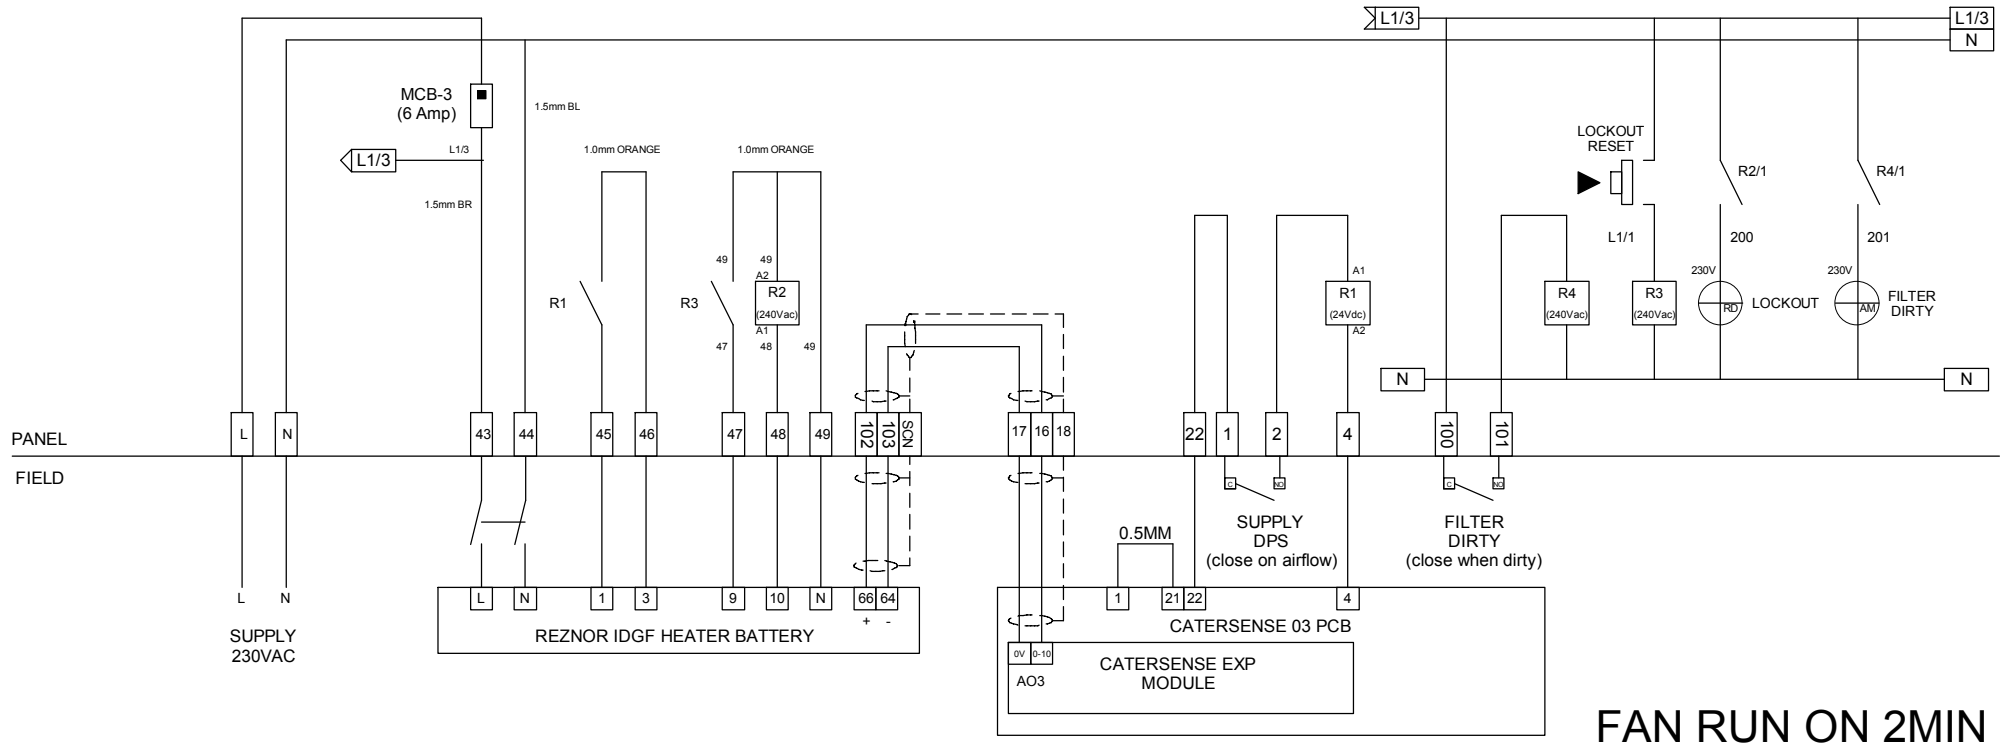 L1/3
L1/3
N
MCB-3
(6 Amp)
1.5mm BL
L1/3
L1/3
1.5mm BR
1.0mm ORANGE
1.0mm ORANGE
LOCKOUT
RESET
R2/1
R4/1
L1/1
200
201
49
49
A2
R1
R3
R2
(240Vac)
A1
47
48
49
A1
R1
(24Vdc)
A2
R4
(240Vac)
R3
(240Vac)
230V
RD
LOCKOUT
230V
AM
FILTER
DIRTY
N
N
PANEL
L
N
43
44
45
46
47
48
49
102
103
SCN
17
16
18
22
1
2
4
100
101
FIELD
C
NO
C
NO
SUPPLY
DPS
(close on airflow)
FILTER
DIRTY
(close when dirty)
0.5MM
L
N
SUPPLY
230VAC
L
N
1
3
9
10
N
66
64
+
-
REZNOR IDGF HEATER BATTERY
1
21
22
4
CATERSENSE 03 PCB
0V
0-10
AO3
CATERSENSE EXP
MODULE
FAN RUN ON 2MIN